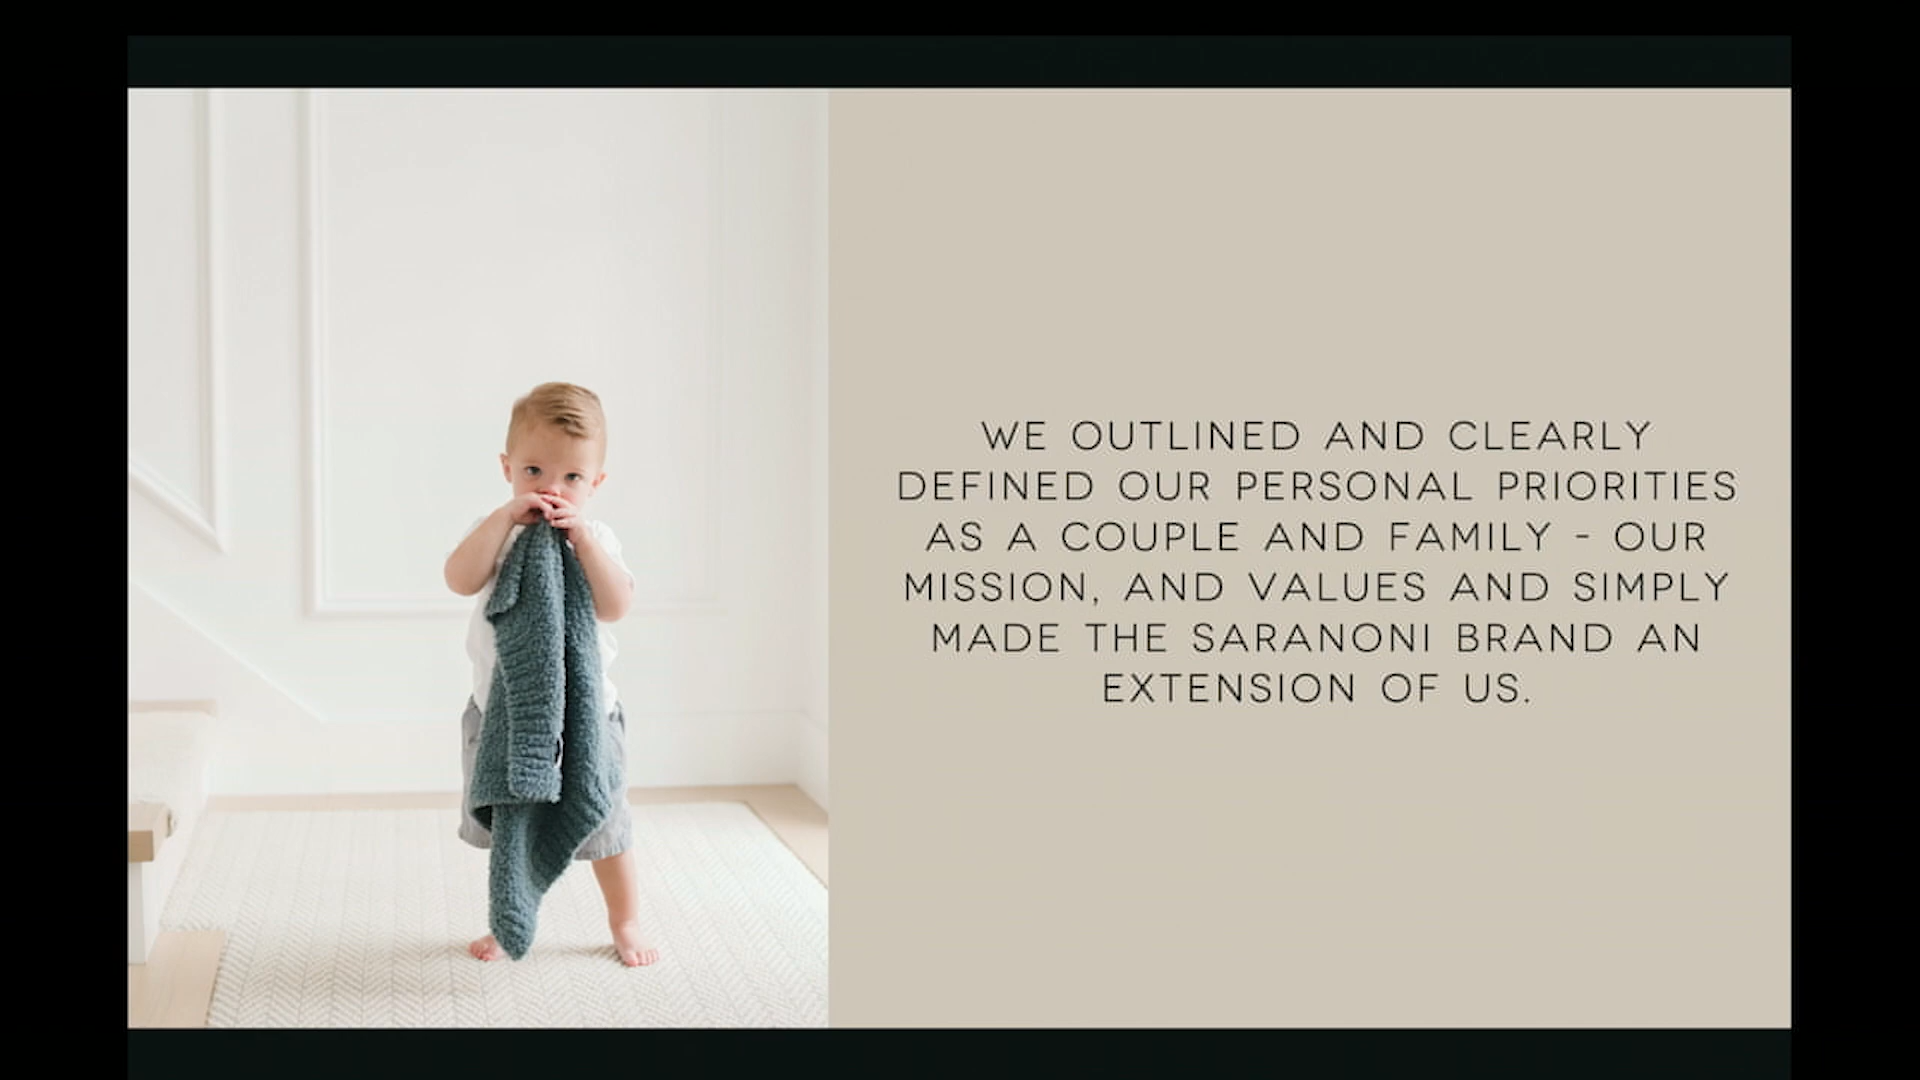 WE OUTLINED AND CLEARLY
DEFINED OUR PERSONAL PRIORITIES
AS A COUPLE AND FAMILY - OUR
MISSION, AND VALUES AND SIMPLY
MADE THE SARANONI BRAND AN
EXTENSION OF US.